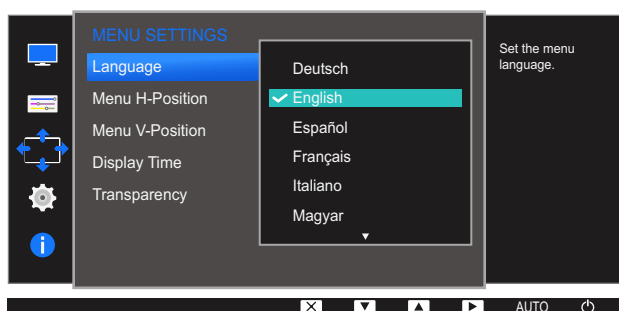 MENU SETTINGS
Language
Menu H-Position
Menu V-Position
Display Time
Transparency
Deutsch
English
Español
Français
Italiano
Magyar
Set the menu
language.
AUTO